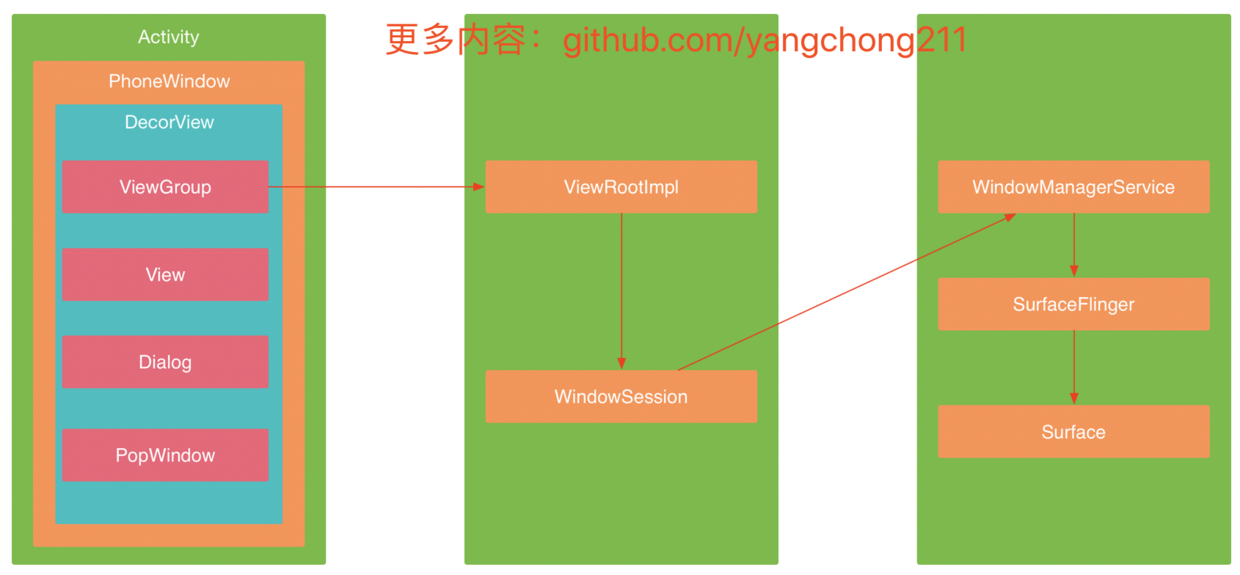 更多内容：github.com/yangchong211
Activity
PhoneWindow
DecorView
ViewGroup
View
Dialog
PopWindow
ViewRootImpl
WindowSession
WindowManagerService
SurfaceFlinger
Surface